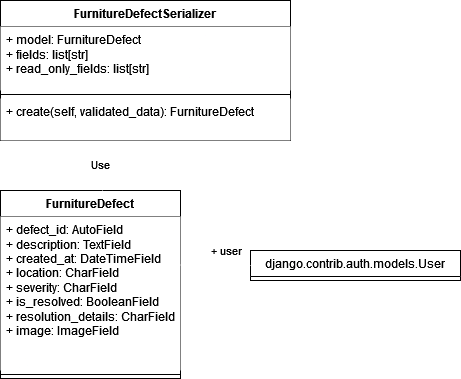 FurnitureDefectSerializer
+ model: FurnitureDefect
+ fields: list[str]
+ read_only_fields: list[str]
+ create(self, validated_data): FurnitureDefect
Use
FurnitureDefect
+ defect_id: AutoField
+ description: TextField
+ created_at: DateTimeField
+ location: CharField
+ severity: CharField
+ is_resolved: BooleanField
+ resolution_details: CharField
+ image: ImageField
+ user
django.contrib.auth.models.User